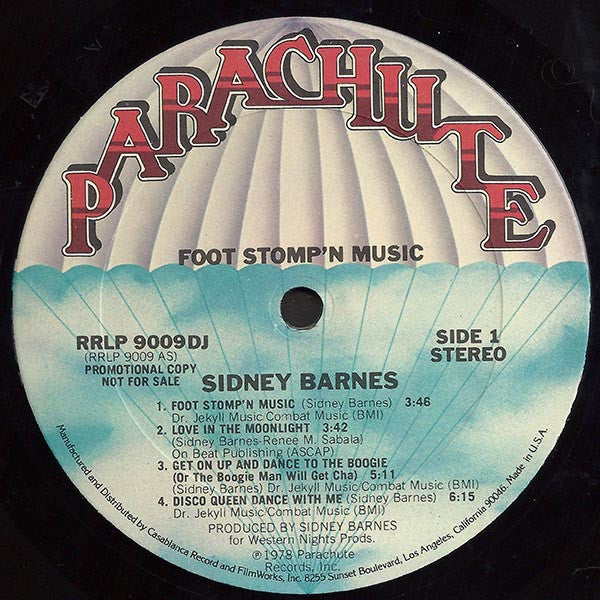 PARACHUTE
FOOT STOMP'N MUSIC
RRLP 9009DJ
(RRLP 9009 AS)
PROMOTIONAL COPY
NOT FOR SALE
SIDE 1
STEREO
SIDNEY BARNES
1. FOOT STOMP'N MUSIC (Sidney Barnes) 3:46
Dr. Jekyll Music/Combat Music (BMI)
2. LOVE IN THE MOONLIGHT 3:42
(Sidney Barnes-Renee M. Sabala)
On Beat Publishing (ASCAP)
3. GET ON UP AND DANCE TO THE BOOGIE
(Or The Boogie Man Will Get Cha) 5:11
(Sidney Barnes) Dr. Jekyll Music/Combat Music (BMI)
4. DISCO QUEEN DANCE WITH ME (Sidney Barnes) 6:15
Dr. Jekyll Music/Combat Music (BMI)
PRODUCED BY SIDNEY BARNES
for Western Nights Prods.
℗ 1978 Parachute
Records, Inc.
Manufactured and Distributed by Casablanca Record and FilmWorks, Inc. 8255 Sunset Boulevard, Los Angeles, California 90046. Made in U.S.A.